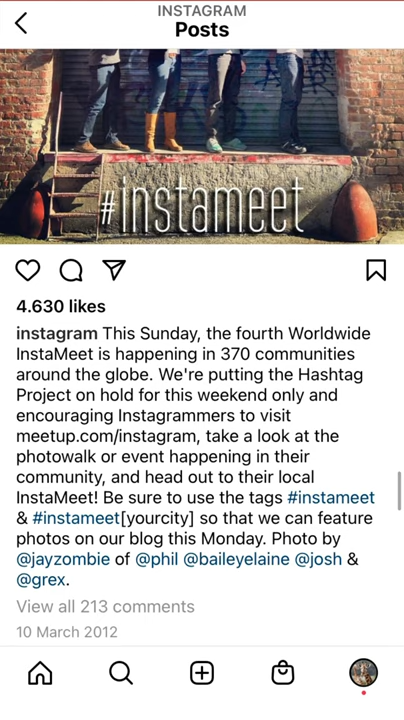 INSTAGRAM
Posts
#instameet
4.630 likes
instagram This Sunday, the fourth Worldwide
InstaMeet is happening in 370 communities
around the globe. We're putting the Hashtag
Project on hold for this weekend only and
encouraging Instagrammers to visit
meetup.com/instagram, take a look at the
photowalk or event happening in their
community, and head out to their local
InstaMeet! Be sure to use the tags #instameet
& #instameet[yourcity] so that we can feature
photos on our blog this Monday. Photo by
@jayzombie of @phil @baileyelaine @josh &
@grex.
View all 213 comments
10 March 2012